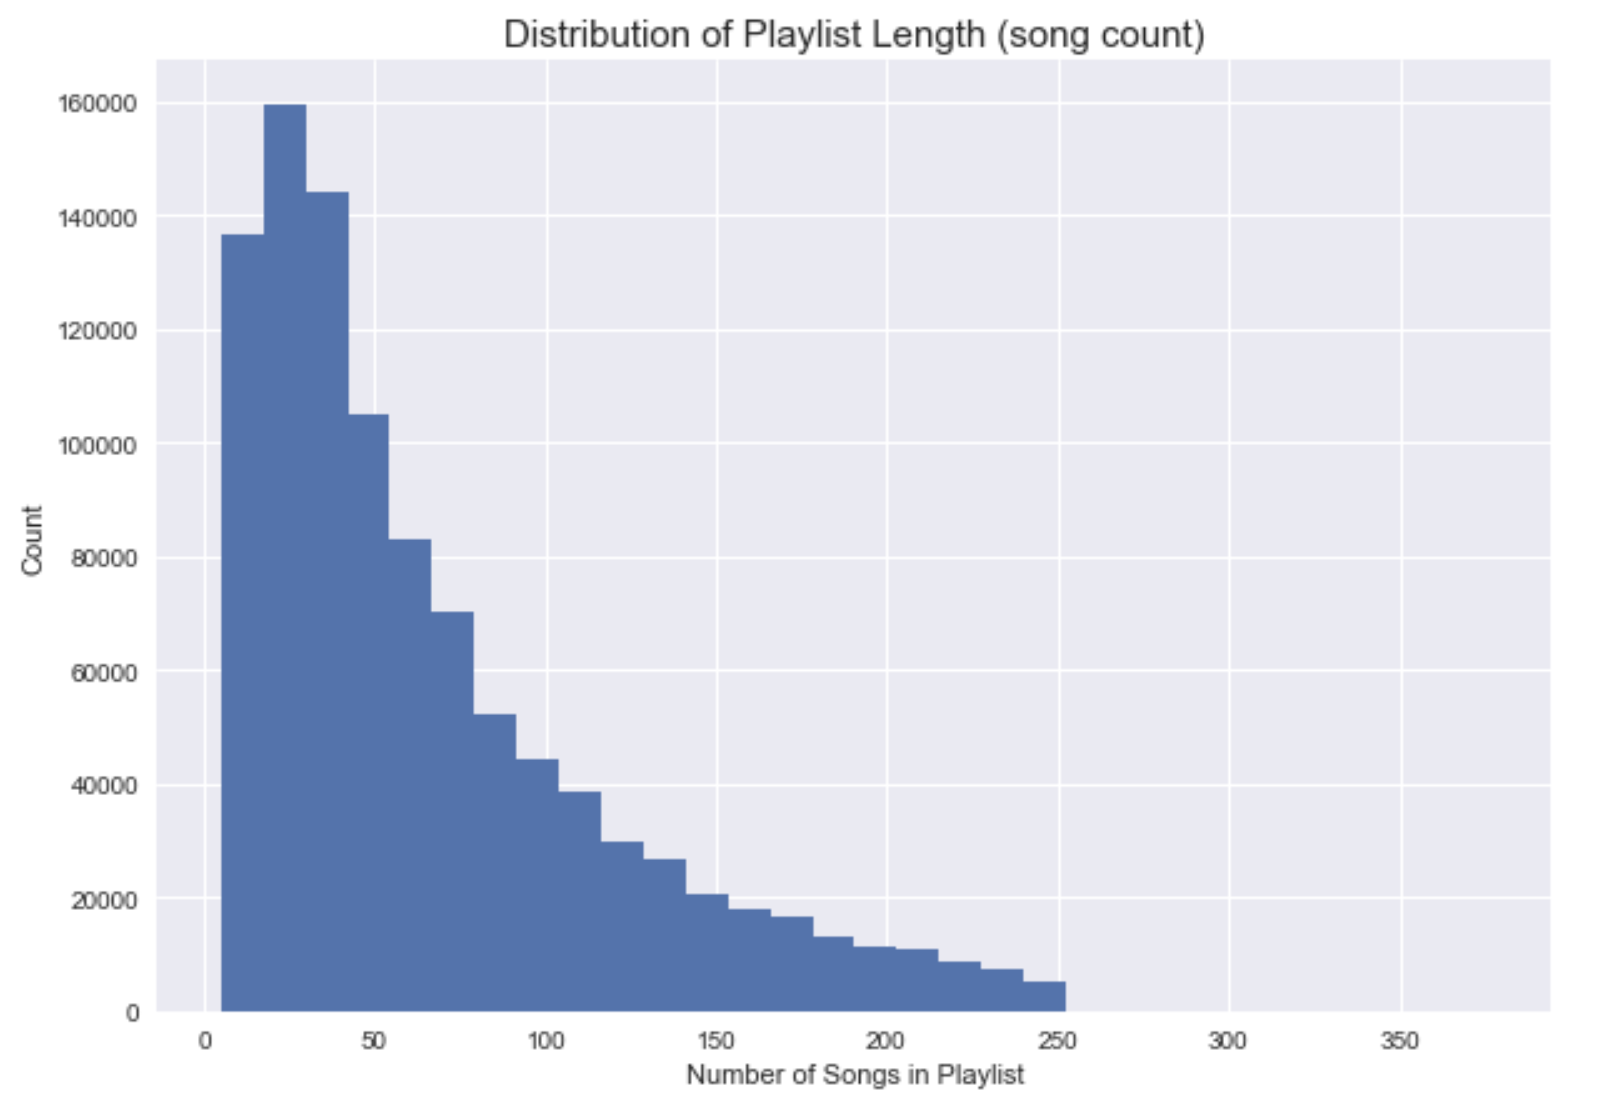 Distribution of Playlist Length (song count)
160000
140000
120000
100000
80000
60000
40000
20000
0
Count
0 50 100 150 200 250 300 350
Number of Songs in Playlist